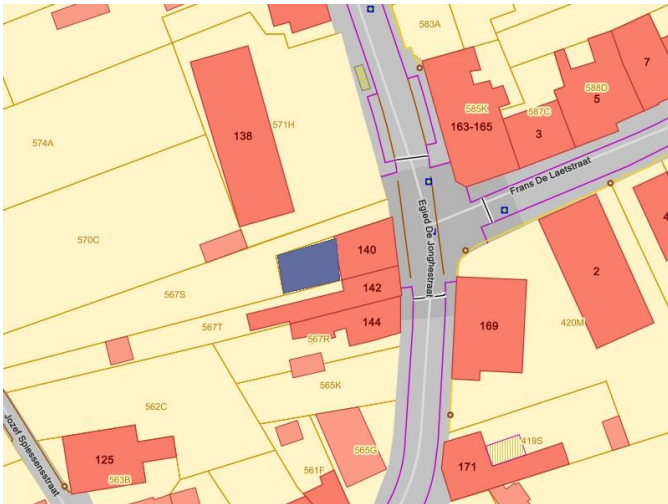 583A
7
585K
588D
138
571H
163-165
587C
5
3
574A
Frans De Laetstraat
Egied De Jonghestraat
4
570C
140
2
567S
142
567T
144
169
420M
567R
565K
Jozef Spiessensstraat
562C
125
565G
419S
171
563B
561F